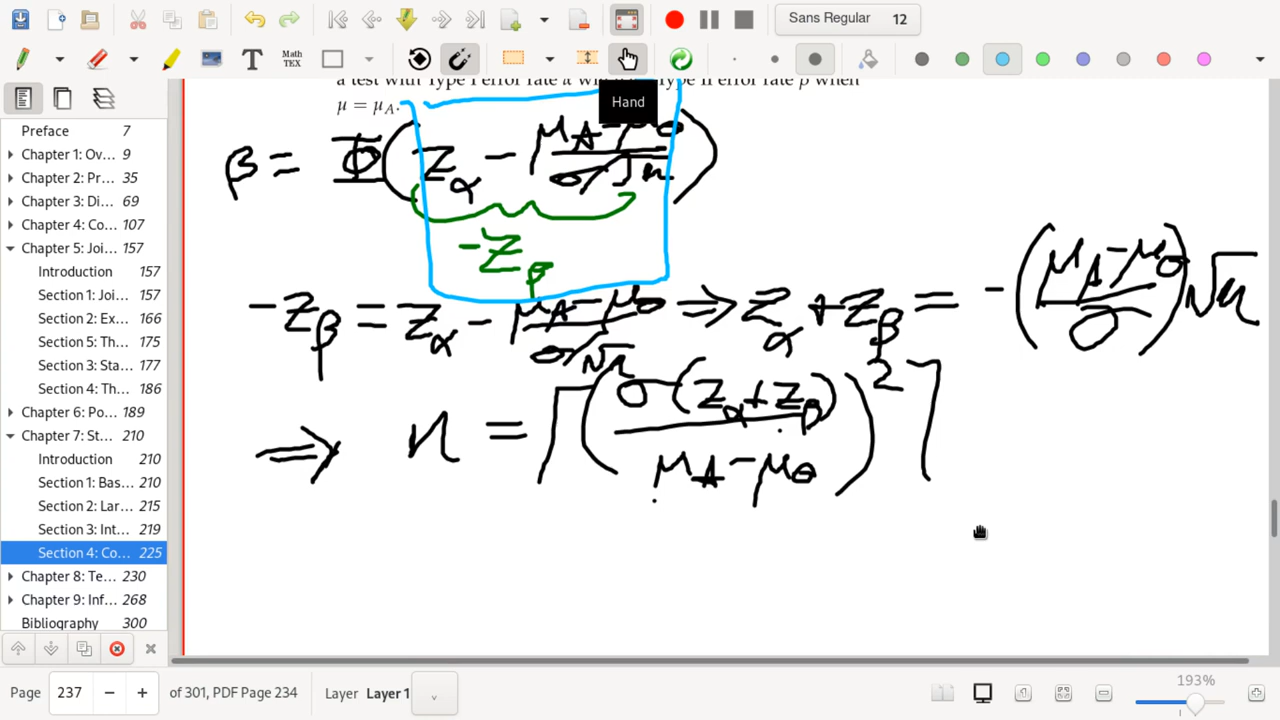 Sans Regular 12
Math
TEX
Hand
Preface 7
Chapter 1: Ov... 9
Chapter 2: Pr... 35
Chapter 3: Di... 69
Chapter 4: Co... 107
Chapter 5: Joi... 157
Introduction 157
Section 1: Joi... 157
Section 2: Ex... 166
Section 5: Th... 175
Section 3: Sta... 177
Section 4: Th... 186
Chapter 6: Po... 189
Chapter 7: St... 210
Introduction 210
Section 1: Bas... 210
Section 2: Lar... 215
Section 3: Int... 219
Section 4: Co... 225
Chapter 8: Te... 230
Chapter 9: Inf... 268
Bibliography 300
a test with Type I error rate α Type II error rate β when
μ = μ_A.
β = Φ(z_α − (μ_A − μ_0)/(σ/√n))
−z_β
−z_β = z_α − (μ_A − μ_0)/(σ/√n) ⇒ z_α + z_β = −((μ_A − μ_0)/σ)√n
⇒ n = ⌈(σ(z_α + z_β)/(μ_A − μ_0))²⌉
Page 237 − + of 301, PDF Page 234 Layer Layer 1 193%